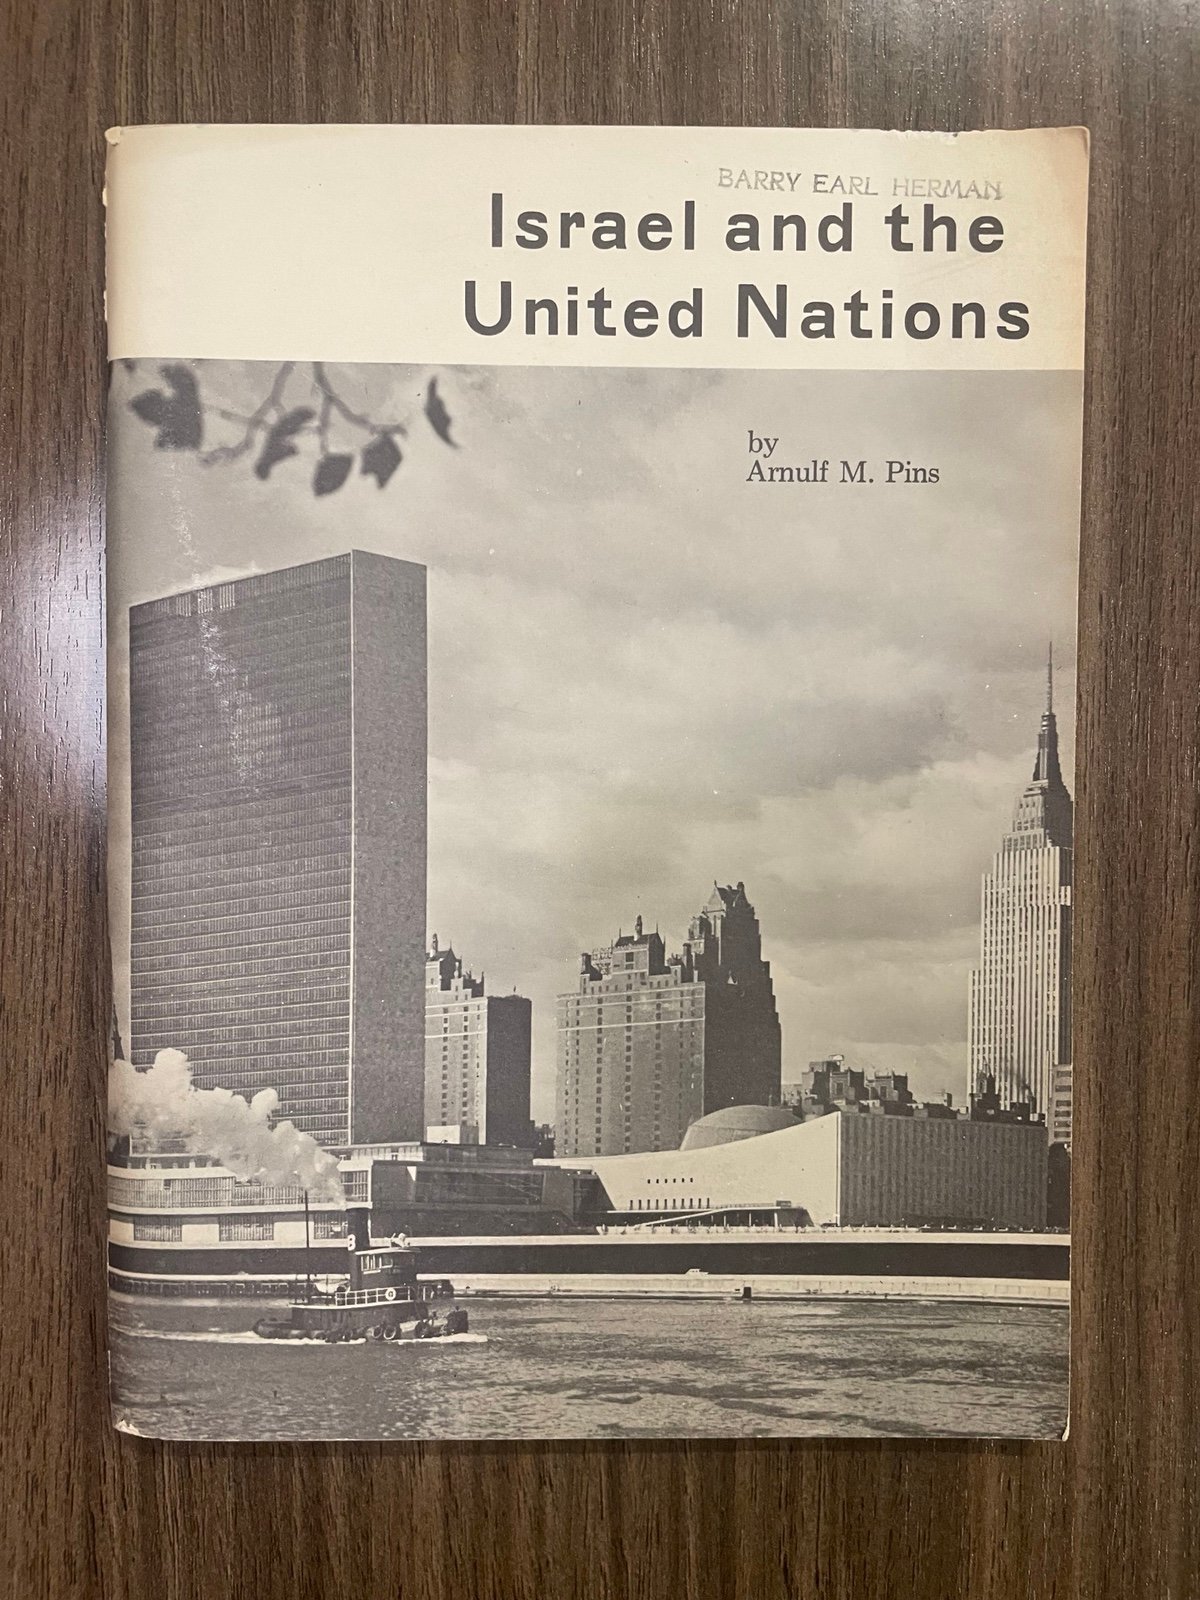 BARRY EARL HERMAN
Israel and the
United Nations
by
Arnulf M. Pins